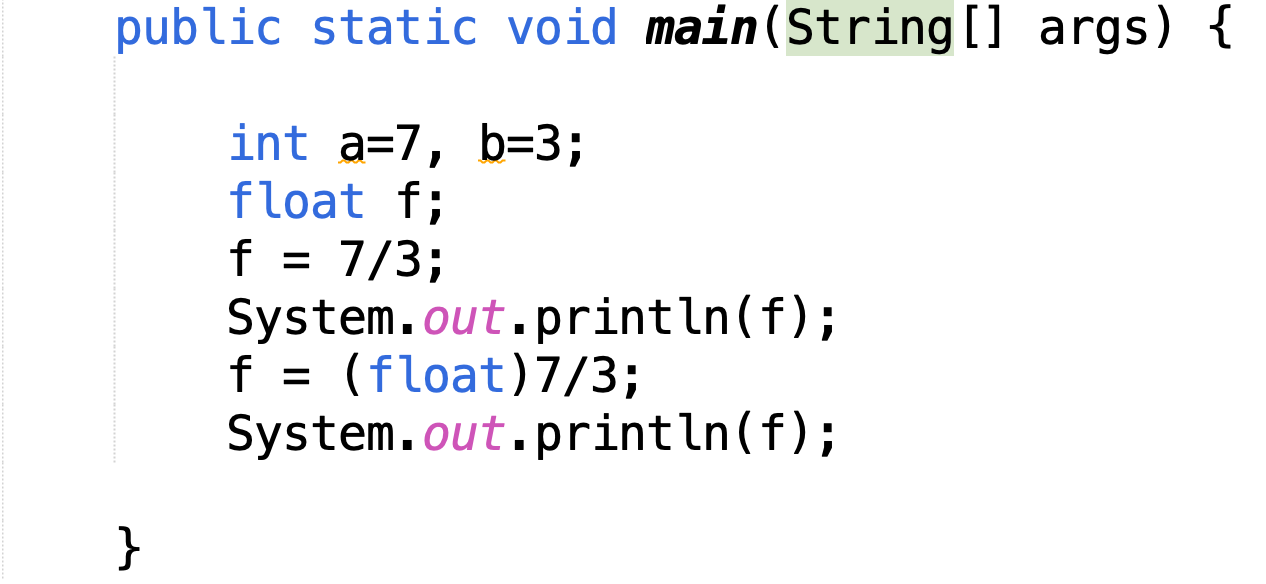 public static void main(String[] args) {
int a=7, b=3;
float f;
f = 7/3;
System.out.println(f);
f = (float)7/3;
System.out.println(f);
}